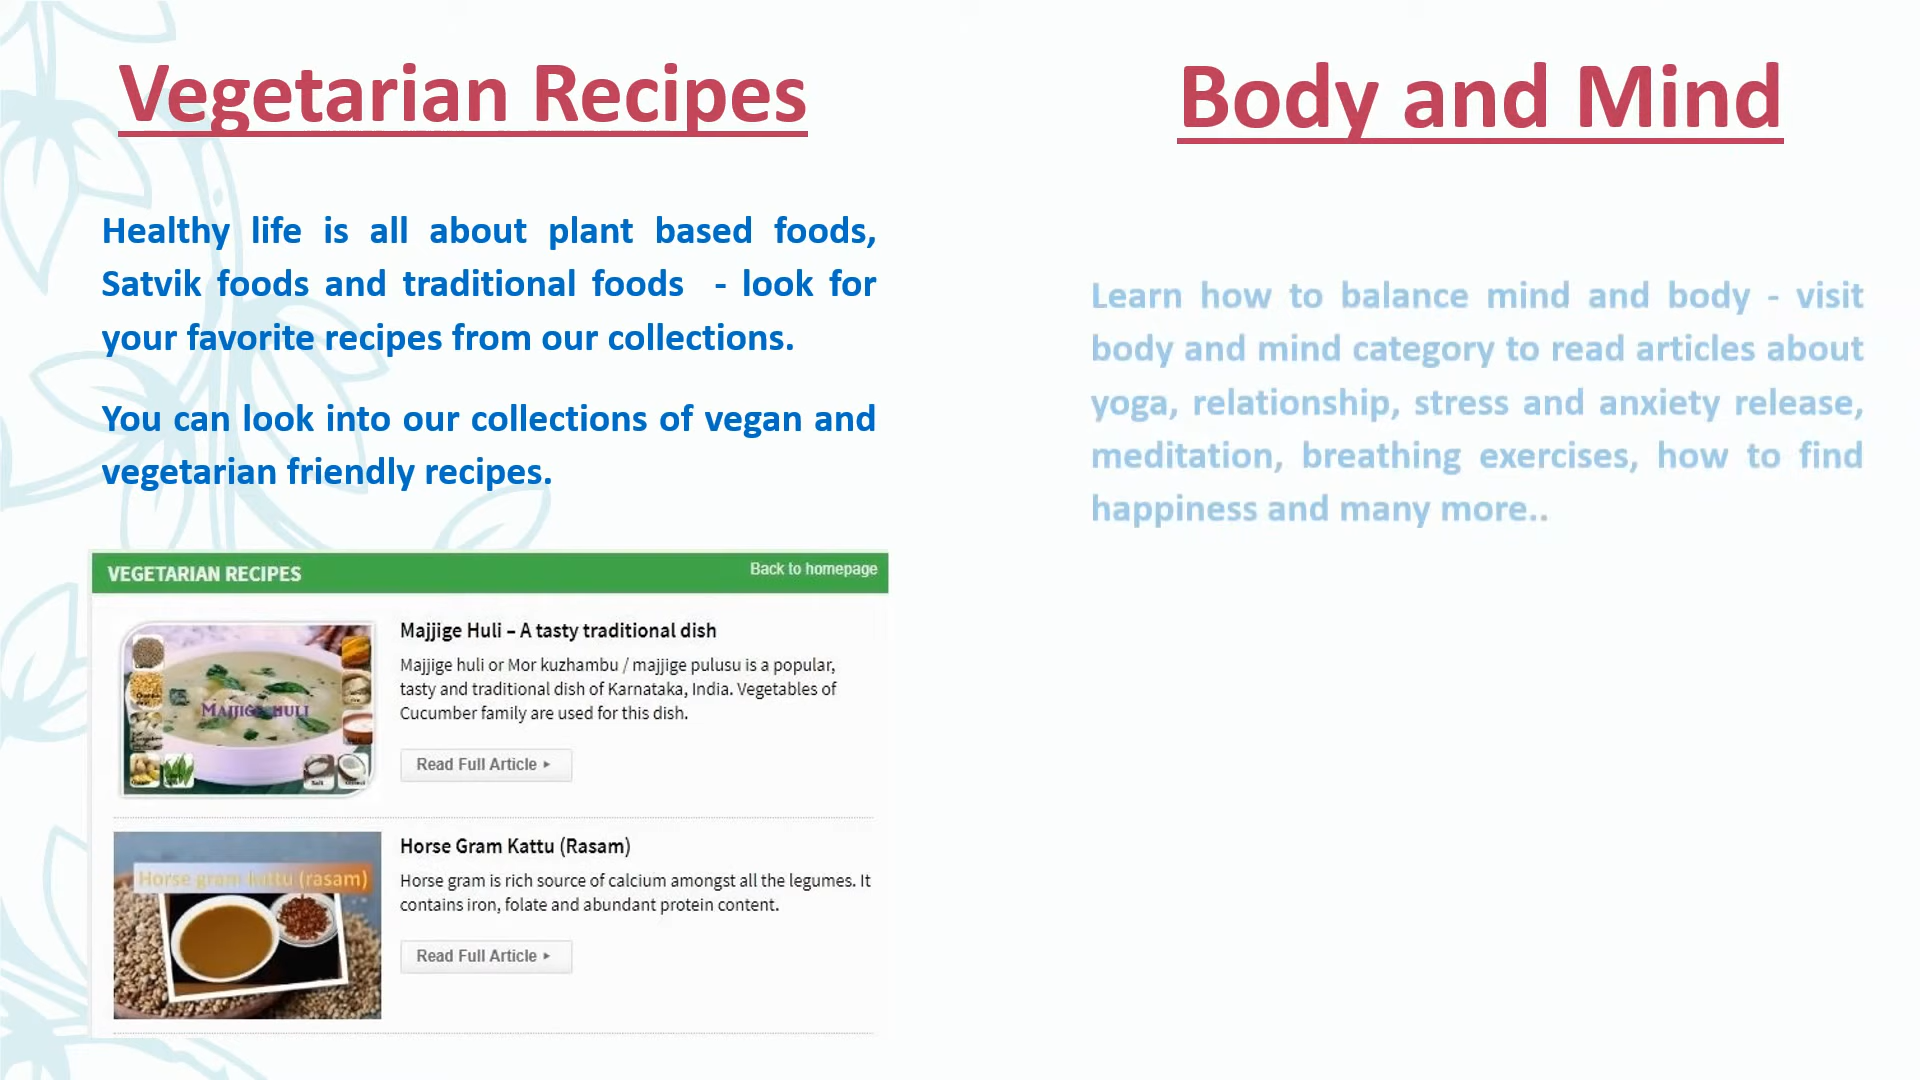 Vegetarian Recipes
Healthy life is all about plant based foods,
Satvik foods and traditional foods - look for
your favorite recipes from our collections.
You can look into our collections of vegan and
vegetarian friendly recipes.
VEGETARIAN RECIPES
Back to homepage
Majjige Huli – A tasty traditional dish
Majjige huli or Mor kuzhambu / majjige pulusu is a popular,
tasty and traditional dish of Karnataka, India. Vegetables of
Cucumber family are used for this dish.
Read Full Article ▸
MAJJIGE HULI
Salt
Horse Gram Kattu (Rasam)
Horse gram is rich source of calcium amongst all the legumes. It
contains iron, folate and abundant protein content.
Read Full Article ▸
Horse gram kattu (rasam)
Body and Mind
Learn how to balance mind and body - visit
body and mind category to read articles about
yoga, relationship, stress and anxiety release,
meditation, breathing exercises, how to find
happiness and many more..